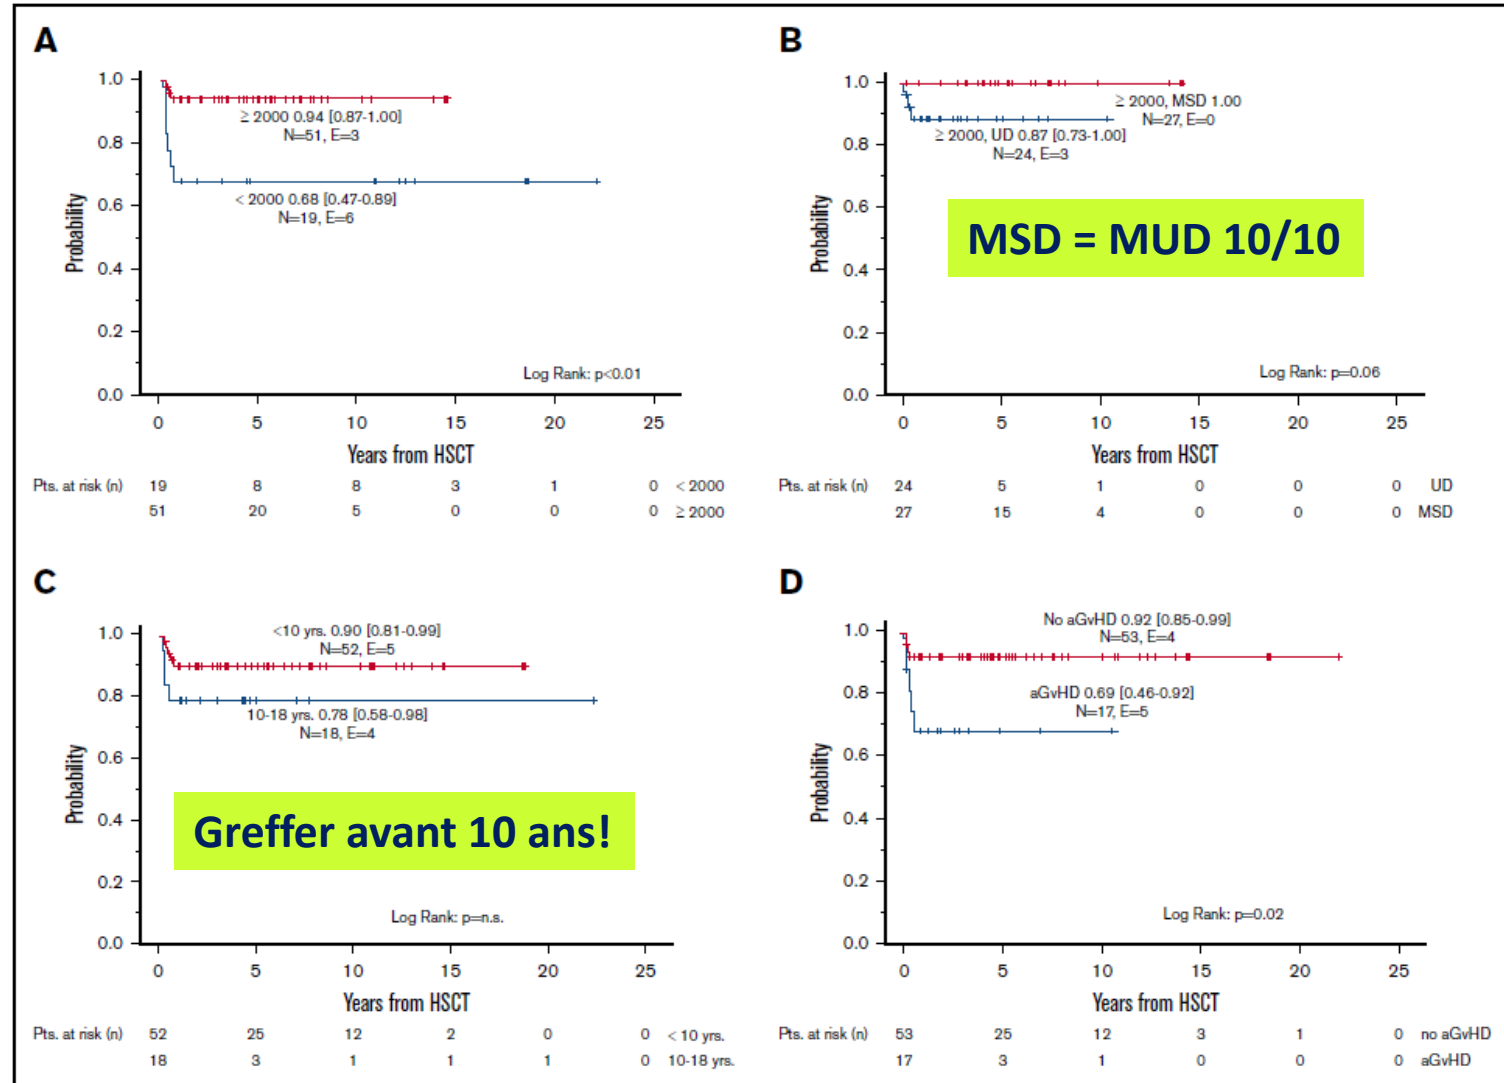 A
1.0
0.8
0.6
0.4
0.2
0.0
Probability
≥ 2000 0.94 [0.87-1.00]
N=51, E=3
< 2000 0.68 [0.47-0.89]
N=19, E=6
Log Rank: p<0.01
0 5 10 15 20 25
Years from HSCT
Pts. at risk (n) 19 8 8 3 1 0 < 2000
51 20 5 0 0 0 ≥ 2000
B
1.0
0.8
0.6
0.4
0.2
0.0
Probability
≥ 2000, MSD 1.00
N=27, E=0
≥ 2000, UD 0.87 [0.73-1.00]
N=24, E=3
MSD = MUD 10/10
Log Rank: p=0.06
0 5 10 15 20 25
Years from HSCT
Pts. at risk (n) 24 5 1 0 0 0 UD
27 15 4 0 0 0 MSD
C
1.0
0.8
0.6
0.4
0.2
0.0
Probability
<10 yrs. 0.90 [0.81-0.99]
N=52, E=5
10-18 yrs. 0.78 [0.58-0.98]
N=18, E=4
Greffer avant 10 ans!
Log Rank: p=n.s.
0 5 10 15 20 25
Years from HSCT
Pts. at risk (n) 52 25 12 2 0 0 < 10 yrs.
18 3 1 1 1 0 10-18 yrs.
D
1.0
0.8
0.6
0.4
0.2
0.0
Probability
No aGvHD 0.92 [0.85-0.99]
N=53, E=4
aGvHD 0.69 [0.46-0.92]
N=17, E=5
Log Rank: p=0.02
0 5 10 15 20 25
Years from HSCT
Pts. at risk (n) 53 25 12 3 1 0 no aGvHD
17 3 1 0 0 0 aGvHD